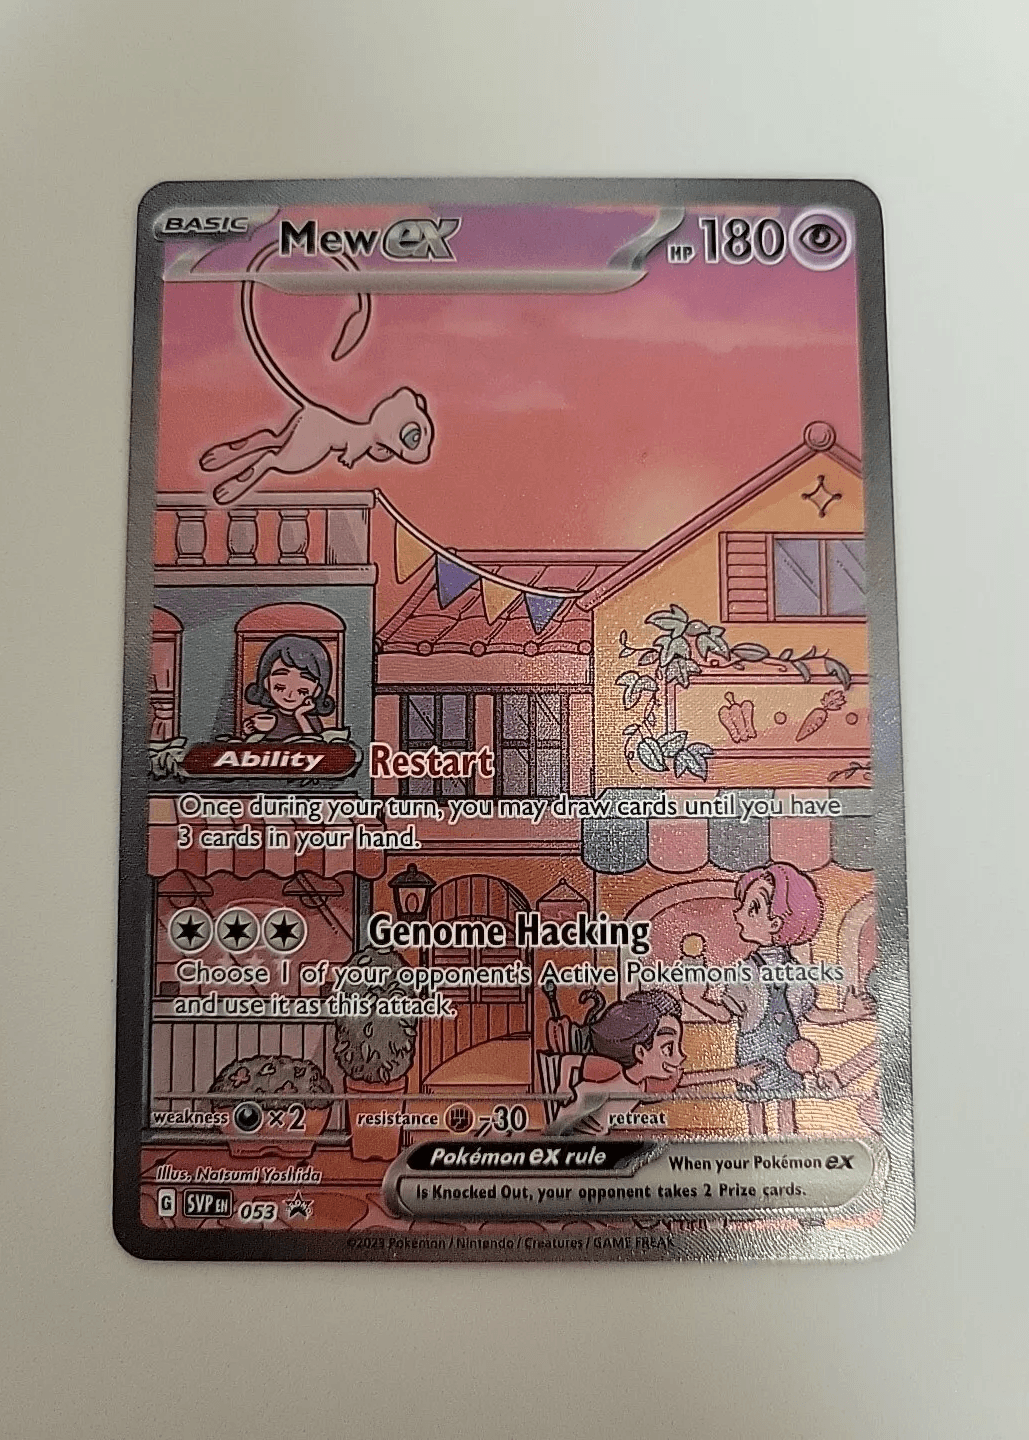 BASIC Mew ex HP 180
Ability Restart
Once during your turn, you may draw cards until you have
3 cards in your hand.
Genome Hacking
Choose 1 of your opponent's Active Pokémon's attacks
and use it as this attack.
weakness ×2 resistance -30 retreat
Pokémon ex rule When your Pokémon ex
is Knocked Out, your opponent takes 2 Prize cards.
Illus. Natsumi Yoshida
G SVP EN 053
©2023 Pokémon / Nintendo / Creatures / GAME FREAK